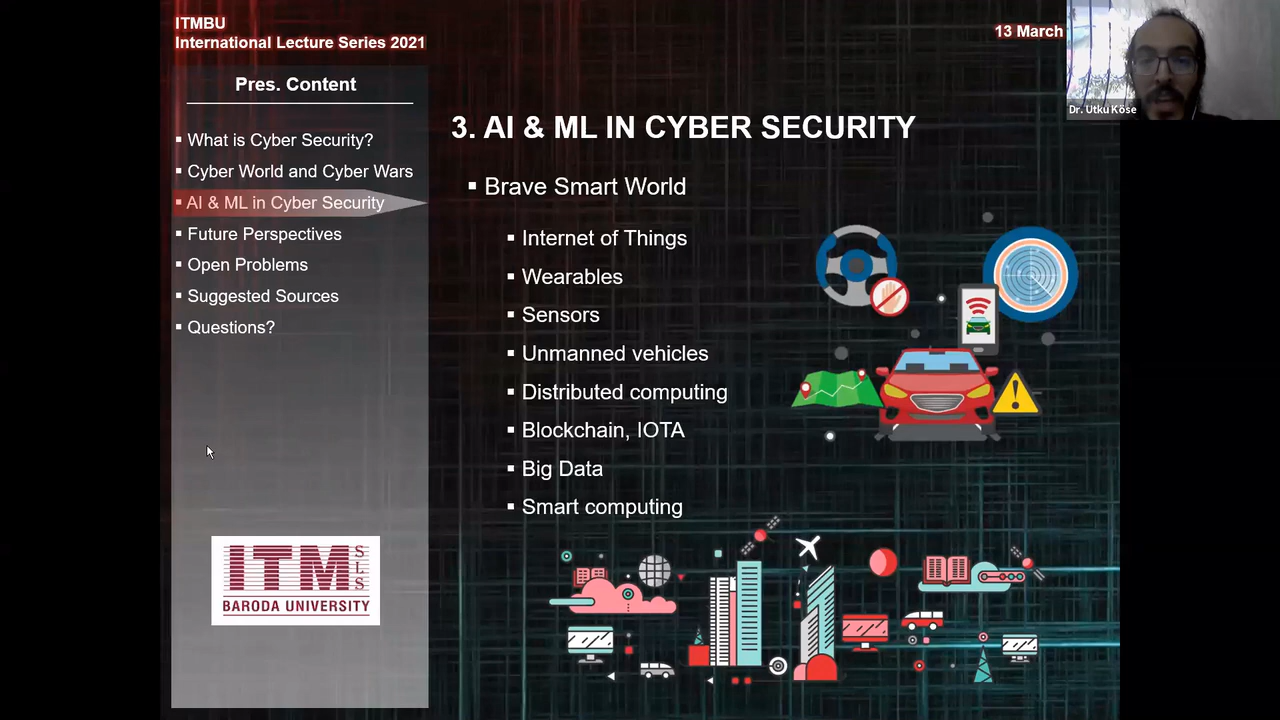 ITMBU
International Lecture Series 2021
13 March
Dr. Utku Köse
Pres. Content
▪ What is Cyber Security?
▪ Cyber World and Cyber Wars
▪ AI & ML in Cyber Security
▪ Future Perspectives
▪ Open Problems
▪ Suggested Sources
▪ Questions?
ITM SLS
BARODA UNIVERSITY
3. AI & ML IN CYBER SECURITY
▪ Brave Smart World
▪ Internet of Things
▪ Wearables
▪ Sensors
▪ Unmanned vehicles
▪ Distributed computing
▪ Blockchain, IOTA
▪ Big Data
▪ Smart computing